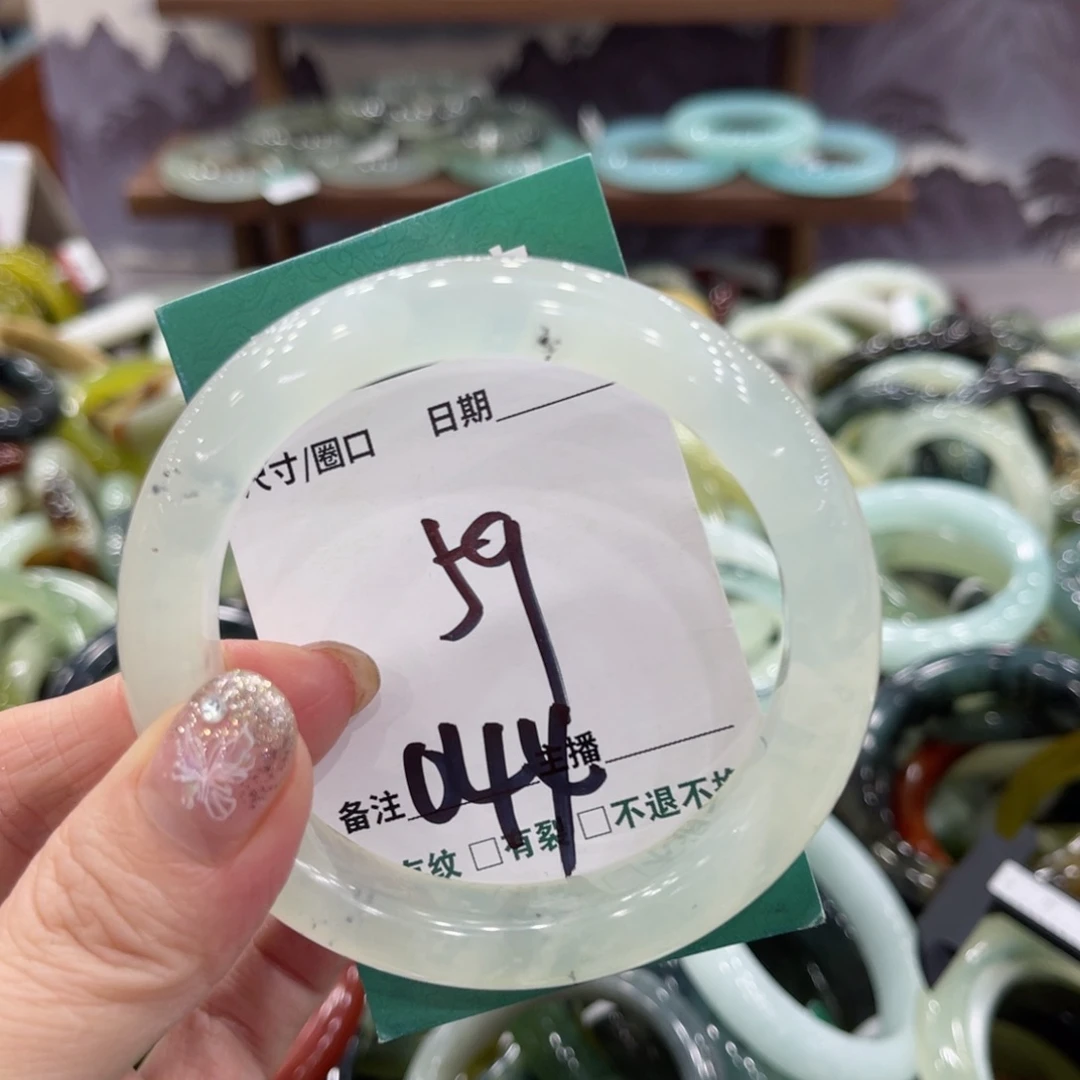 尺寸/圈口 日期
59
备注 044 主播
有纹 □有裂 □不退不换